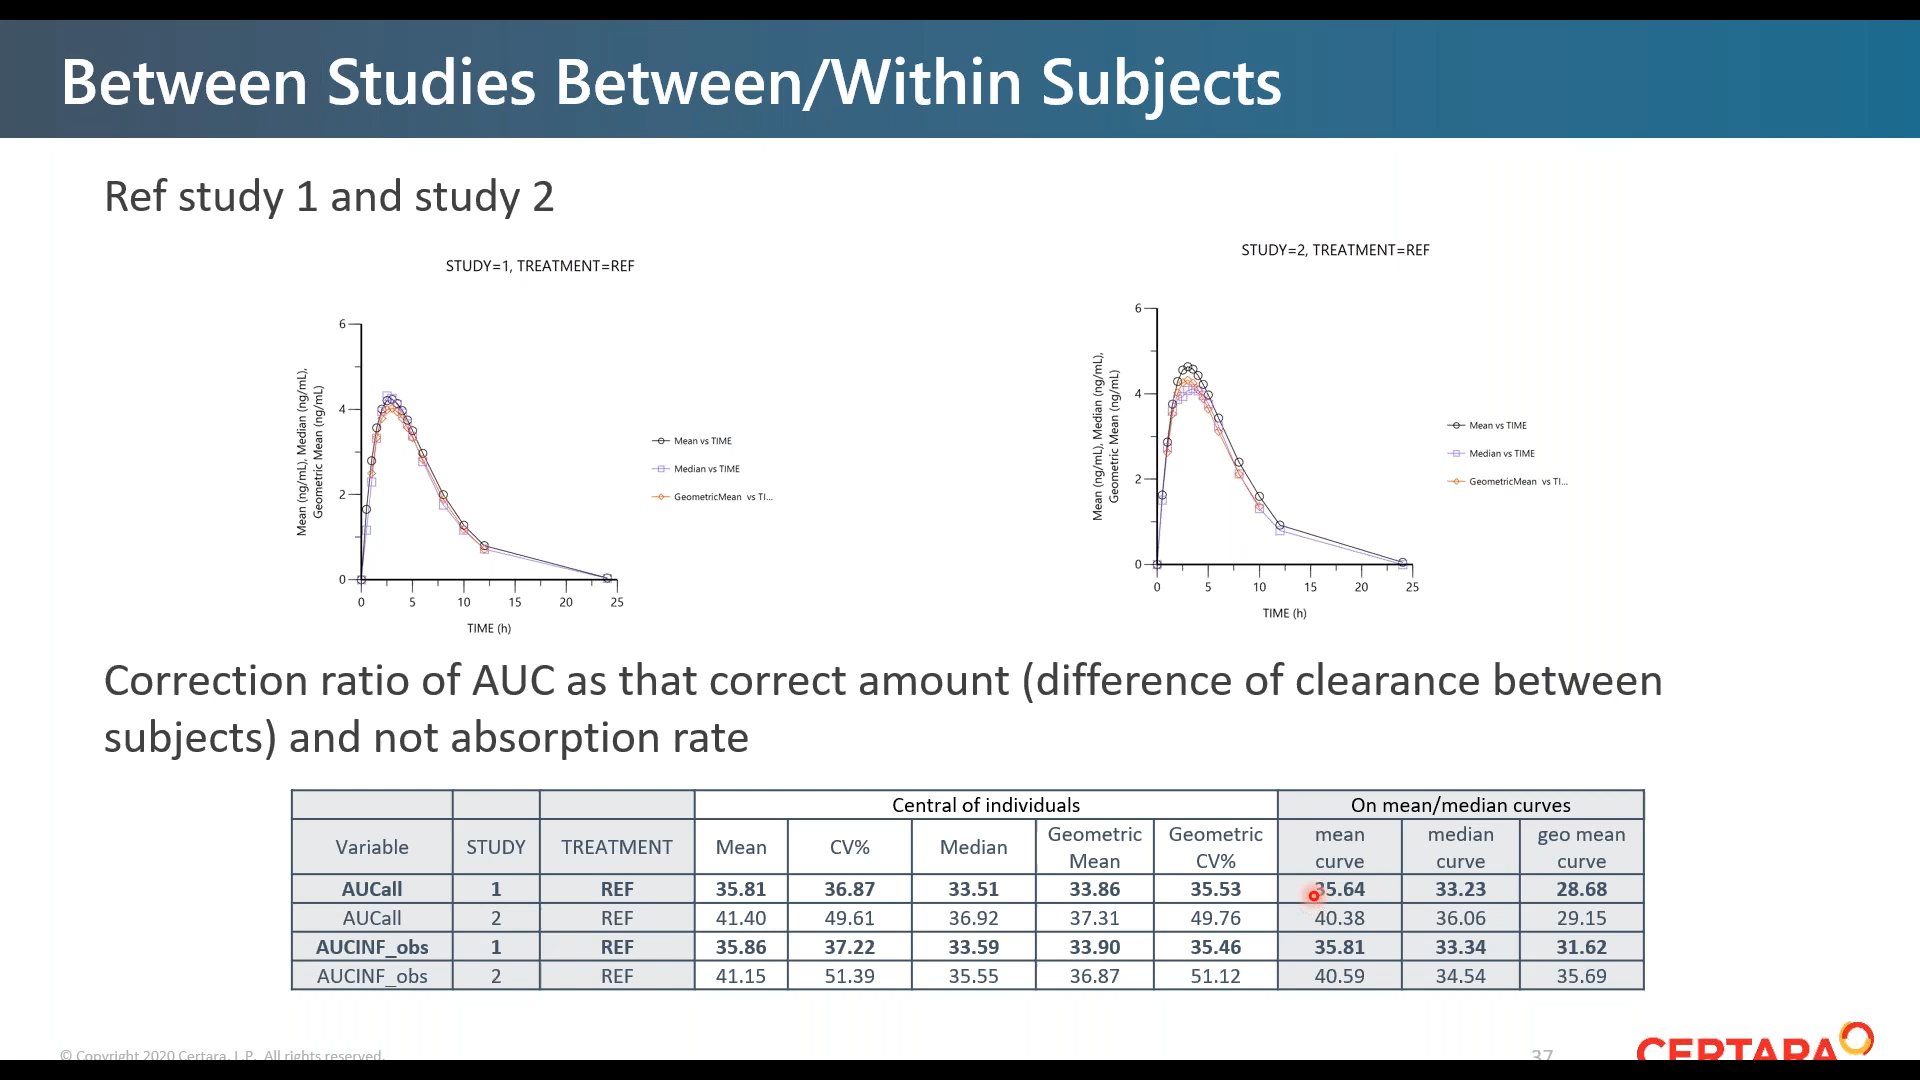 Between Studies Between/Within Subjects
Ref study 1 and study 2
STUDY=1, TREATMENT=REF
Mean (ng/mL), Median (ng/mL),
Geometric Mean (ng/mL)
6
4
2
0
0 5 10 15 20 25
TIME (h)
Mean vs TIME
Median vs TIME
GeometricMean vs TI...
STUDY=2, TREATMENT=REF
Mean (ng/mL), Median (ng/mL),
Geometric Mean (ng/mL)
6
4
2
0
0 5 10 15 20 25
TIME (h)
Mean vs TIME
Median vs TIME
GeometricMean vs TI...
Correction ratio of AUC as that correct amount (difference of clearance between
subjects) and not absorption rate
Central of individuals On mean/median curves
Variable STUDY TREATMENT Mean CV% Median Geometric Mean Geometric CV% mean curve median curve geo mean curve
AUCall 1 REF 35.81 36.87 33.51 33.86 35.53 35.64 33.23 28.68
AUCall 2 REF 41.40 49.61 36.92 37.31 49.76 40.38 36.06 29.15
AUCINF_obs 1 REF 35.86 37.22 33.59 33.90 35.46 35.81 33.34 31.62
AUCINF_obs 2 REF 41.15 51.39 35.55 36.87 51.12 40.59 34.54 35.69
© Copyright 2020 Certara, L.P. All rights reserved.
37
CERTARA